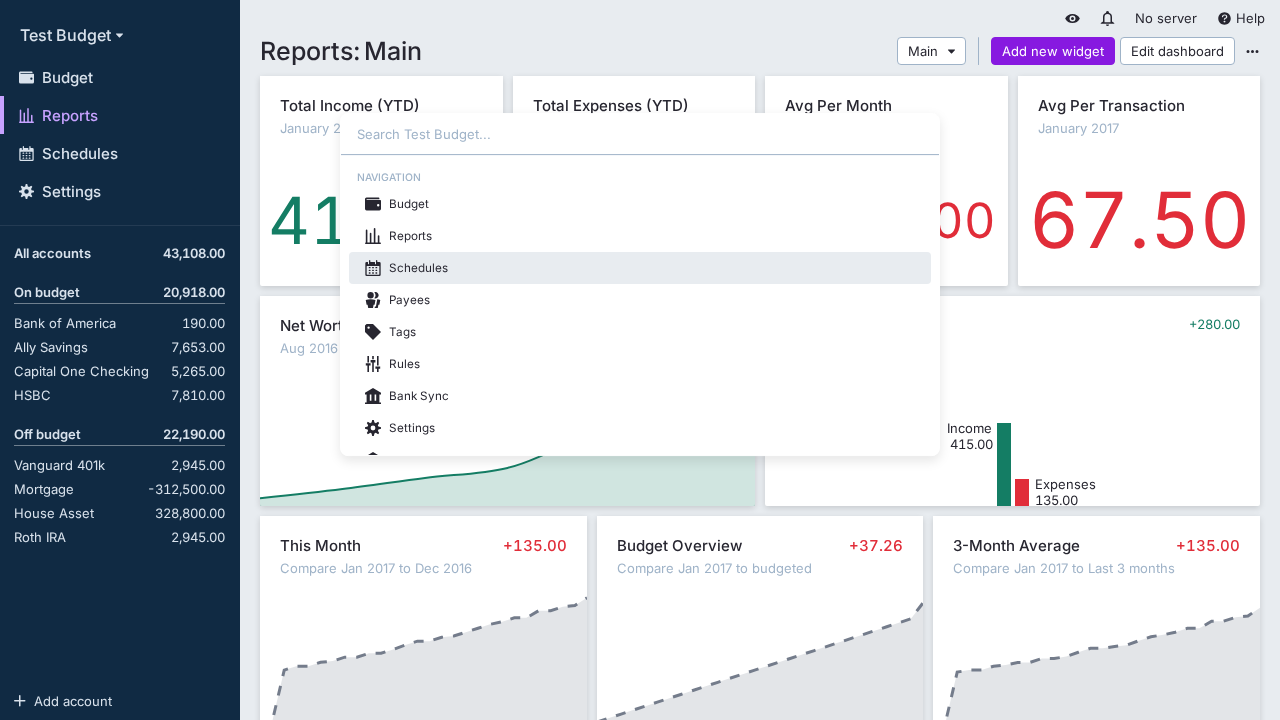 Test Budget
Budget
Reports
Schedules
Settings
All accounts 43,108.00
On budget 20,918.00
Bank of America 190.00
Ally Savings 7,653.00
Capital One Checking 5,265.00
HSBC 7,810.00
Off budget 22,190.00
Vanguard 401k 2,945.00
Mortgage -312,500.00
House Asset 328,800.00
Roth IRA 2,945.00
Add account
No server
Help
Reports: Main
Main
Add new widget
Edit dashboard
Total Income (YTD)
January 2
41
Total Expenses (YTD)
Avg Per Month
00
Avg Per Transaction
January 2017
67.50
Search Test Budget...
NAVIGATION
Budget
Reports
Schedules
Payees
Tags
Rules
Bank Sync
Settings
Net Wort
Aug 2016
+280.00
Income
415.00
Expenses
135.00
This Month +135.00
Compare Jan 2017 to Dec 2016
Budget Overview +37.26
Compare Jan 2017 to budgeted
3-Month Average +135.00
Compare Jan 2017 to Last 3 months